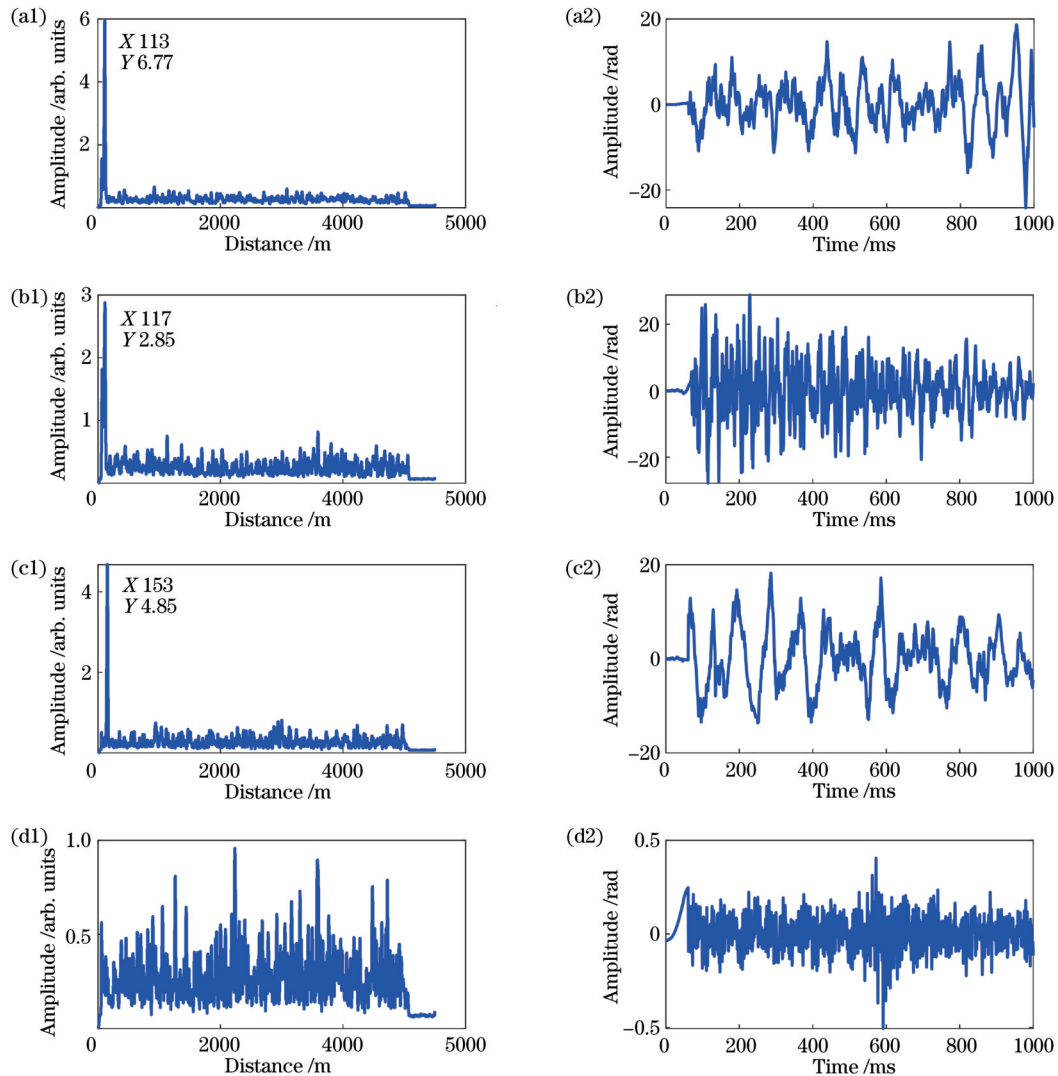 (a1)
Amplitude /arb. units
6
4
2
X 113
Y 6.77
0
2000
4000
5000
Distance /m
(a2)
Amplitude /rad
20
0
−20
0
200
400
600
800
1000
Time /ms
(b1)
Amplitude /arb. units
3
2
1
X 117
Y 2.85
0
2000
4000
5000
Distance /m
(b2)
Amplitude /rad
20
0
−20
0
200
400
600
800
1000
Time /ms
(c1)
Amplitude /arb. units
4
2
X 153
Y 4.85
0
2000
4000
5000
Distance /m
(c2)
Amplitude /rad
20
0
−20
0
200
400
600
800
1000
Time /ms
(d1)
Amplitude /arb. units
1.0
0.5
0
2000
4000
5000
Distance /m
(d2)
Amplitude /rad
0.5
0
−0.5
0
200
400
600
800
1000
Time /ms